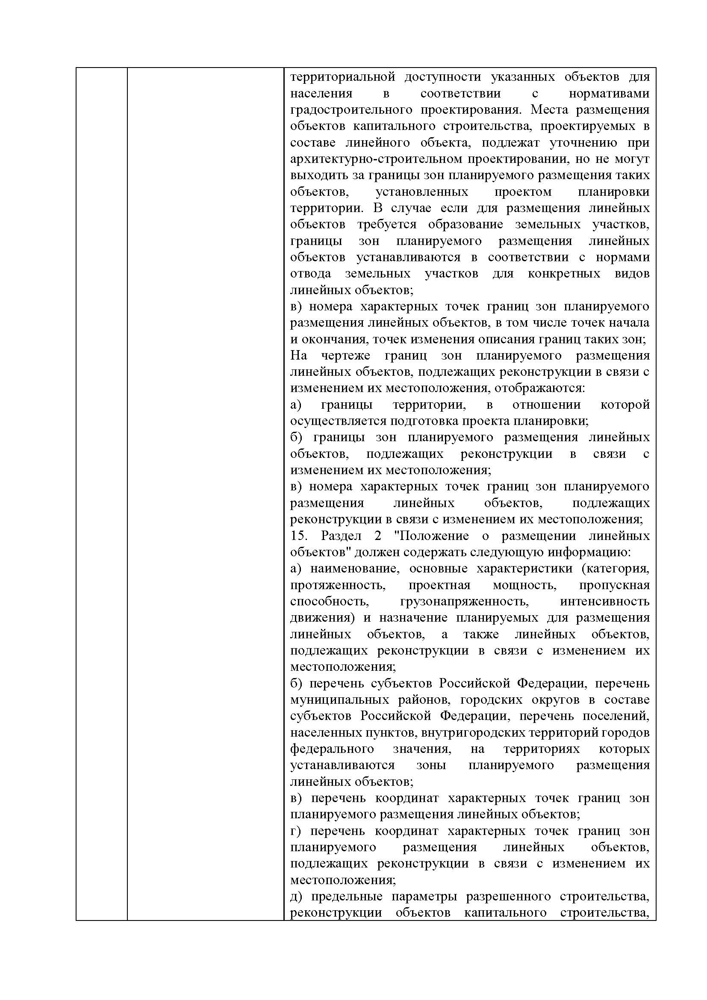 территориальной доступности указанных объектов для
населения в соответствии с нормативами
градостроительного проектирования. Места размещения
объектов капитального строительства, проектируемых в
составе линейного объекта, подлежат уточнению при
архитектурно-строительном проектировании, но не могут
выходить за границы зон планируемого размещения таких
объектов, установленных проектом планировки
территории. В случае если для размещения линейных
объектов требуется образование земельных участков,
границы зон планируемого размещения линейных
объектов устанавливаются в соответствии с нормами
отвода земельных участков для конкретных видов
линейных объектов;
в) номера характерных точек границ зон планируемого
размещения линейных объектов, в том числе точек начала
и окончания, точек изменения описания границ таких зон;
На чертеже границ зон планируемого размещения
линейных объектов, подлежащих реконструкции в связи с
изменением их местоположения, отображаются:
а) границы территории, в отношении которой
осуществляется подготовка проекта планировки;
б) границы зон планируемого размещения линейных
объектов, подлежащих реконструкции в связи с
изменением их местоположения;
в) номера характерных точек границ зон планируемого
размещения линейных объектов, подлежащих
реконструкции в связи с изменением их местоположения;
15. Раздел 2 "Положение о размещении линейных
объектов" должен содержать следующую информацию:
а) наименование, основные характеристики (категория,
протяженность, проектная мощность, пропускная
способность, грузонапряженность, интенсивность
движения) и назначение планируемых для размещения
линейных объектов, а также линейных объектов,
подлежащих реконструкции в связи с изменением их
местоположения;
б) перечень субъектов Российской Федерации, перечень
муниципальных районов, городских округов в составе
субъектов Российской Федерации, перечень поселений,
населенных пунктов, внутригородских территорий городов
федерального значения, на территориях которых
устанавливаются зоны планируемого размещения
линейных объектов;
в) перечень координат характерных точек границ зон
планируемого размещения линейных объектов;
г) перечень координат характерных точек границ зон
планируемого размещения линейных объектов,
подлежащих реконструкции в связи с изменением их
местоположения;
д) предельные параметры разрешенного строительства,
реконструкции объектов капитального строительства,